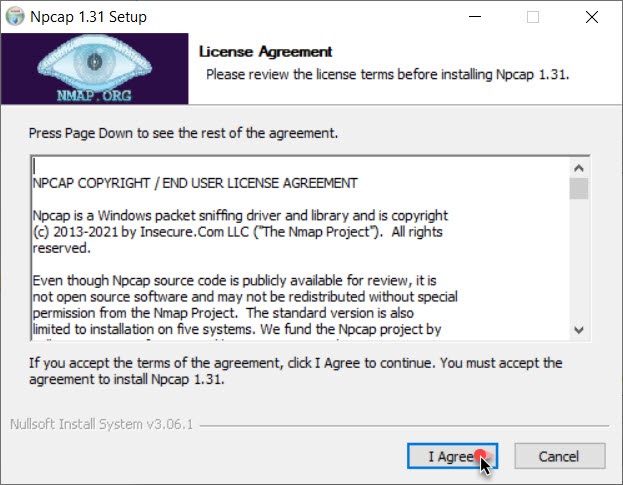 Npcap 1.31 Setup
NMAP.ORG
License Agreement
Please review the license terms before installing Npcap 1.31.
Press Page Down to see the rest of the agreement.
NPCAP COPYRIGHT / END USER LICENSE AGREEMENT
Npcap is a Windows packet sniffing driver and library and is copyright
(c) 2013-2021 by Insecure.Com LLC ("The Nmap Project").  All rights
reserved.
Even though Npcap source code is publicly available for review, it is
not open source software and may not be redistributed without special
permission from the Nmap Project.  The standard version is also
limited to installation on five systems. We fund the Npcap project by
If you accept the terms of the agreement, click I Agree to continue. You must accept the
agreement to install Npcap 1.31.
Nullsoft Install System v3.06.1
I Agree
Cancel